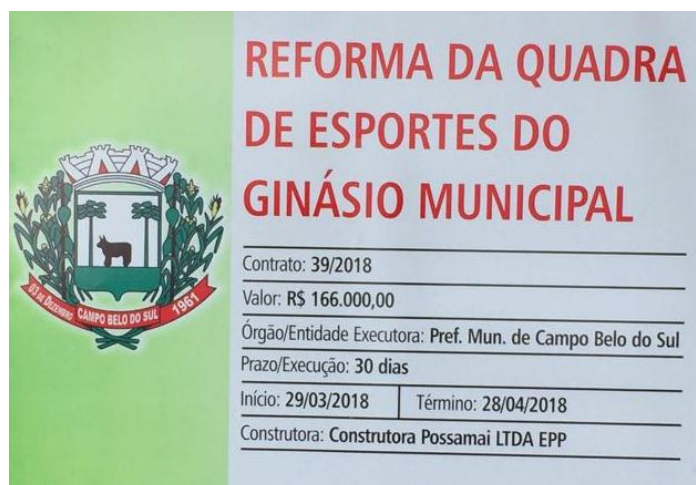 REFORMA DA QUADRA
DE ESPORTES DO
GINÁSIO MUNICIPAL
03 DE DEZEMBRO
CAMPO BELO DO SUL
1961
Contrato: 39/2018
Valor: R$ 166.000,00
Órgão/Entidade Executora: Pref. Mun. de Campo Belo do Sul
Prazo/Execução: 30 dias
Início: 29/03/2018 Término: 28/04/2018
Construtora: Construtora Possamai LTDA EPP